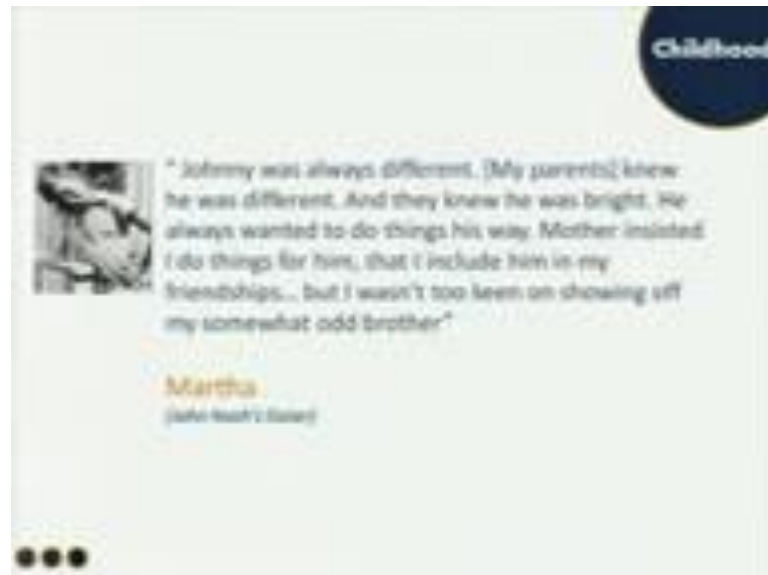 Childhood
" Johnny was always different. [My parents] knew
he was different. And they knew he was bright. He
always wanted to do things his way. Mother insisted
I do things for him, that I include him in my
friendships... but I wasn't too keen on showing off
my somewhat odd brother"
Martha
(John Nash's Sister)